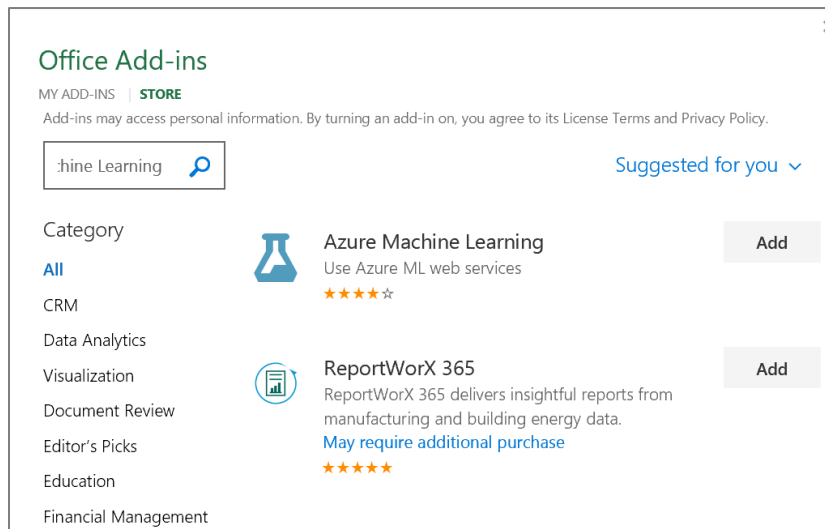 Office Add-ins
MY ADD-INS | STORE
Add-ins may access personal information. By turning an add-in on, you agree to its License Terms and Privacy Policy.
:hine Learning
Suggested for you
Category
All
CRM
Data Analytics
Visualization
Document Review
Editor's Picks
Education
Financial Management
Azure Machine Learning
Use Azure ML web services
Add
ReportWorX 365
ReportWorX 365 delivers insightful reports from
manufacturing and building energy data.
May require additional purchase
Add